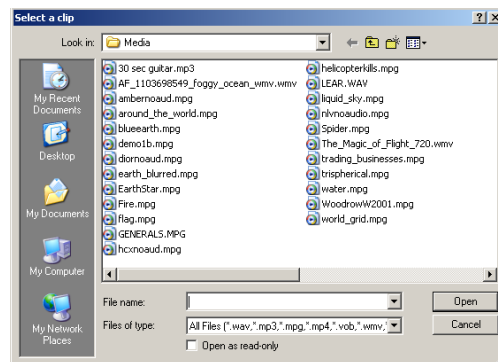 Select a clip
Look in:
Media
My Recent
Documents
Desktop
My Documents
My Computer
My Network
Places
30 sec guitar.mp3
AF_1103698549_foggy_ocean_wmv.wmv
ambernoaud.mpg
around_the_world.mpg
blueearth.mpg
demo1b.mpg
diornoaud.mpg
earth_blurred.mpg
EarthStar.mpg
Fire.mpg
flag.mpg
GENERALS.MPG
hcxnoaud.mpg
helicopterkills.mpg
LEAR.WAV
liquid_sky.mpg
nlvnoaudio.mpg
Spider.mpg
The_Magic_of_Flight_720.wmv
trading_businesses.mpg
trispherical.mpg
water.mpg
WoodrowW2001.mpg
world_grid.mpg
File name:
Open
Files of type:
All Files (*.wav,*.mp3,*.mpg,*.mp4,*.vob,*.wmv,*
Cancel
Open as read-only